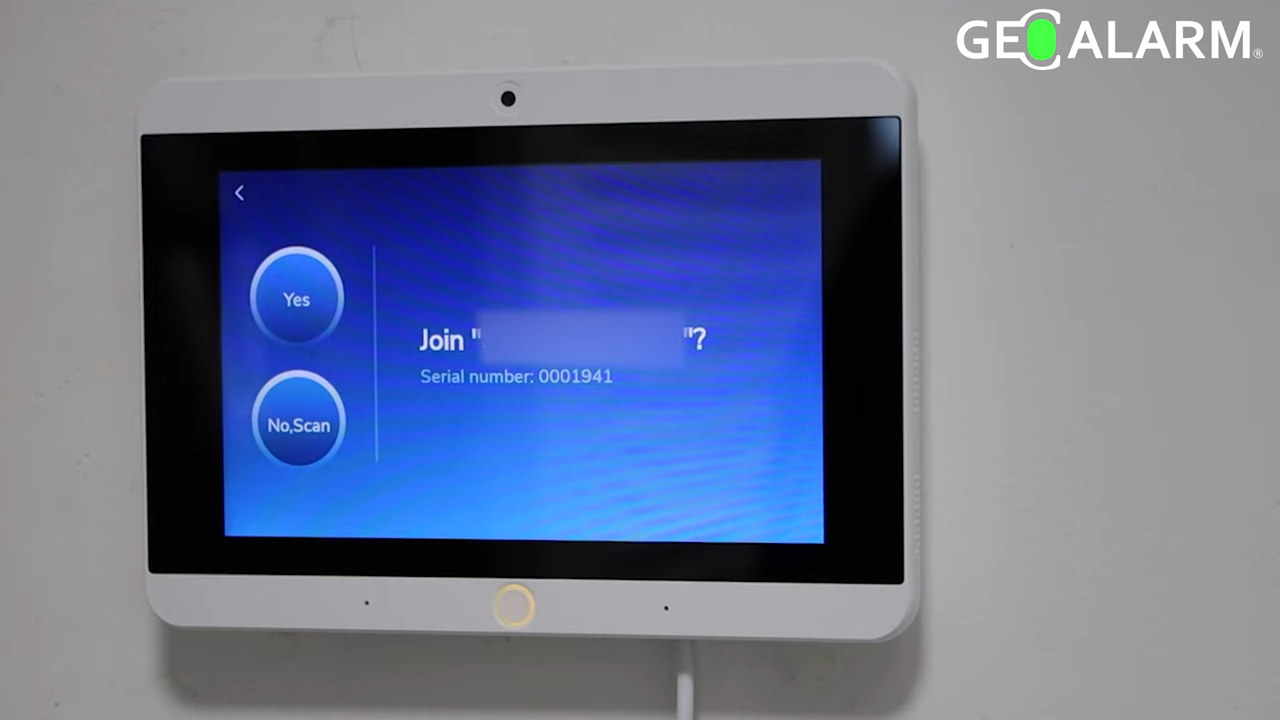 GEOALARM®
Yes
No,Scan
Join " "?
Serial number: 0001941